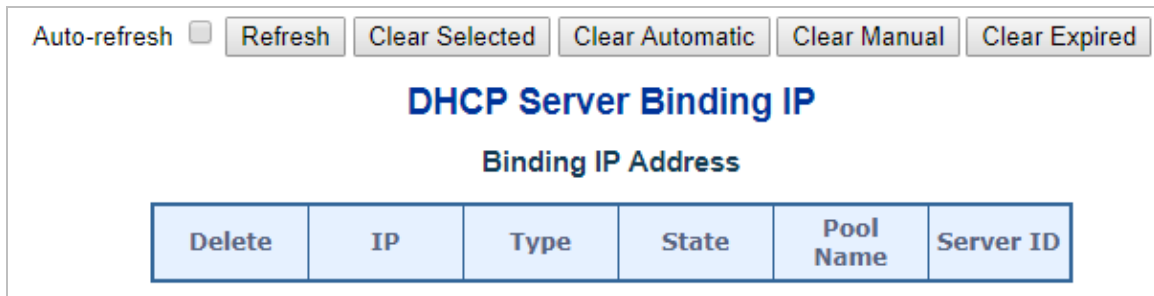 Auto-refresh Refresh Clear Selected Clear Automatic Clear Manual Clear Expired
DHCP Server Binding IP
Binding IP Address
Delete IP Type State Pool Name Server ID